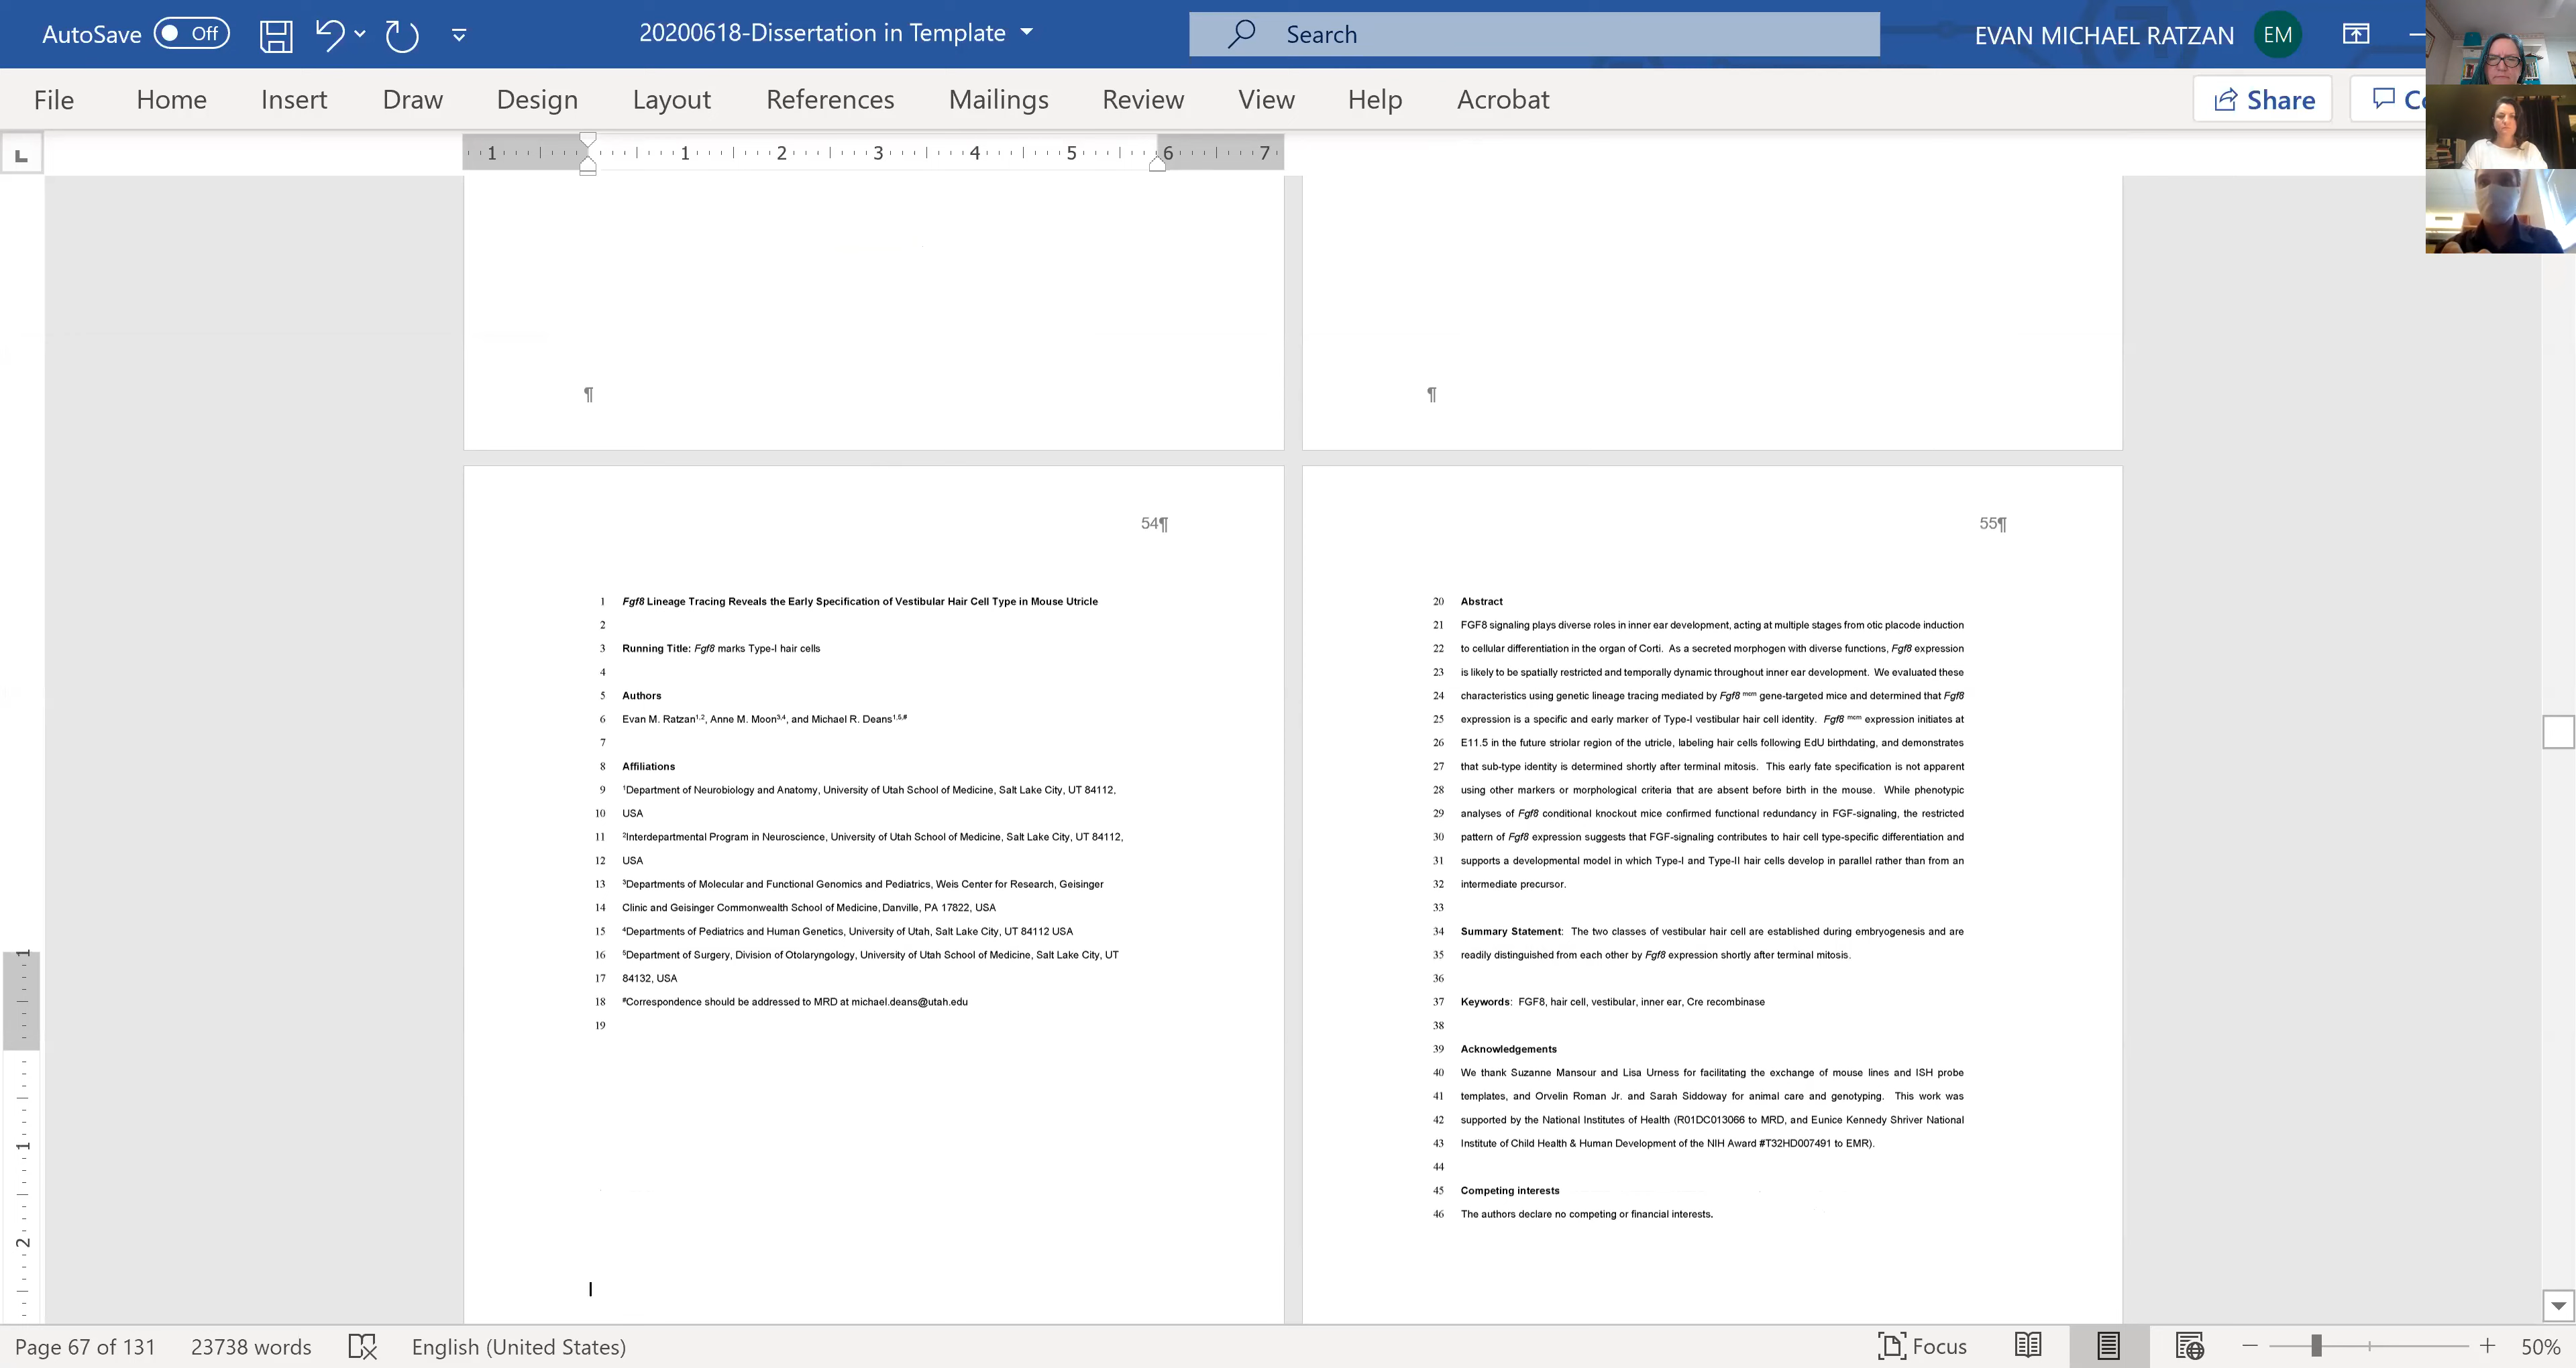 AutoSave Off 20200618-Dissertation in Template Search EVAN MICHAEL RATZAN EM
File Home Insert Draw Design Layout References Mailings Review View Help Acrobat Share Co
1 1 2 3 4 5 6 7
¶ ¶
54¶
1 Fgf8 Lineage Tracing Reveals the Early Specification of Vestibular Hair Cell Type in Mouse Utricle
2
3 Running Title: Fgf8 marks Type-I hair cells
4
5 Authors
6 Evan M. Ratzan1,2, Anne M. Moon3,4, and Michael R. Deans1,5,#
7
8 Affiliations
9 1Department of Neurobiology and Anatomy, University of Utah School of Medicine, Salt Lake City, UT 84112,
10 USA
11 2Interdepartmental Program in Neuroscience, University of Utah School of Medicine, Salt Lake City, UT 84112,
12 USA
13 3Departments of Molecular and Functional Genomics and Pediatrics, Weis Center for Research, Geisinger
14 Clinic and Geisinger Commonwealth School of Medicine, Danville, PA 17822, USA
15 4Departments of Pediatrics and Human Genetics, University of Utah, Salt Lake City, UT 84112 USA
16 5Department of Surgery, Division of Otolaryngology, University of Utah School of Medicine, Salt Lake City, UT
17 84132, USA
18 #Correspondence should be addressed to MRD at michael.deans@utah.edu
19
55¶
20 Abstract
21 FGF8 signaling plays diverse roles in inner ear development, acting at multiple stages from otic placode induction
22 to cellular differentiation in the organ of Corti. As a secreted morphogen with diverse functions, Fgf8 expression
23 is likely to be spatially restricted and temporally dynamic throughout inner ear development. We evaluated these
24 characteristics using genetic lineage tracing mediated by Fgf8 mcm gene-targeted mice and determined that Fgf8
25 expression is a specific and early marker of Type-I vestibular hair cell identity. Fgf8 mcm expression initiates at
26 E11.5 in the future striolar region of the utricle, labeling hair cells following EdU birthdating, and demonstrates
27 that sub-type identity is determined shortly after terminal mitosis. This early fate specification is not apparent
28 using other markers or morphological criteria that are absent before birth in the mouse. While phenotypic
29 analyses of Fgf8 conditional knockout mice confirmed functional redundancy in FGF-signaling, the restricted
30 pattern of Fgf8 expression suggests that FGF-signaling contributes to hair cell type-specific differentiation and
31 supports a developmental model in which Type-I and Type-II hair cells develop in parallel rather than from an
32 intermediate precursor.
33
34 Summary Statement: The two classes of vestibular hair cell are established during embryogenesis and are
35 readily distinguished from each other by Fgf8 expression shortly after terminal mitosis.
36
37 Keywords: FGF8, hair cell, vestibular, inner ear, Cre recombinase
38
39 Acknowledgements
40 We thank Suzanne Mansour and Lisa Urness for facilitating the exchange of mouse lines and ISH probe
41 templates, and Orvelin Roman Jr. and Sarah Siddoway for animal care and genotyping. This work was
42 supported by the National Institutes of Health (R01DC013066 to MRD, and Eunice Kennedy Shriver National
43 Institute of Child Health & Human Development of the NIH Award #T32HD007491 to EMR).
44
45 Competing interests
46 The authors declare no competing or financial interests.
1
1
2
Page 67 of 131 23738 words English (United States) Focus 50%